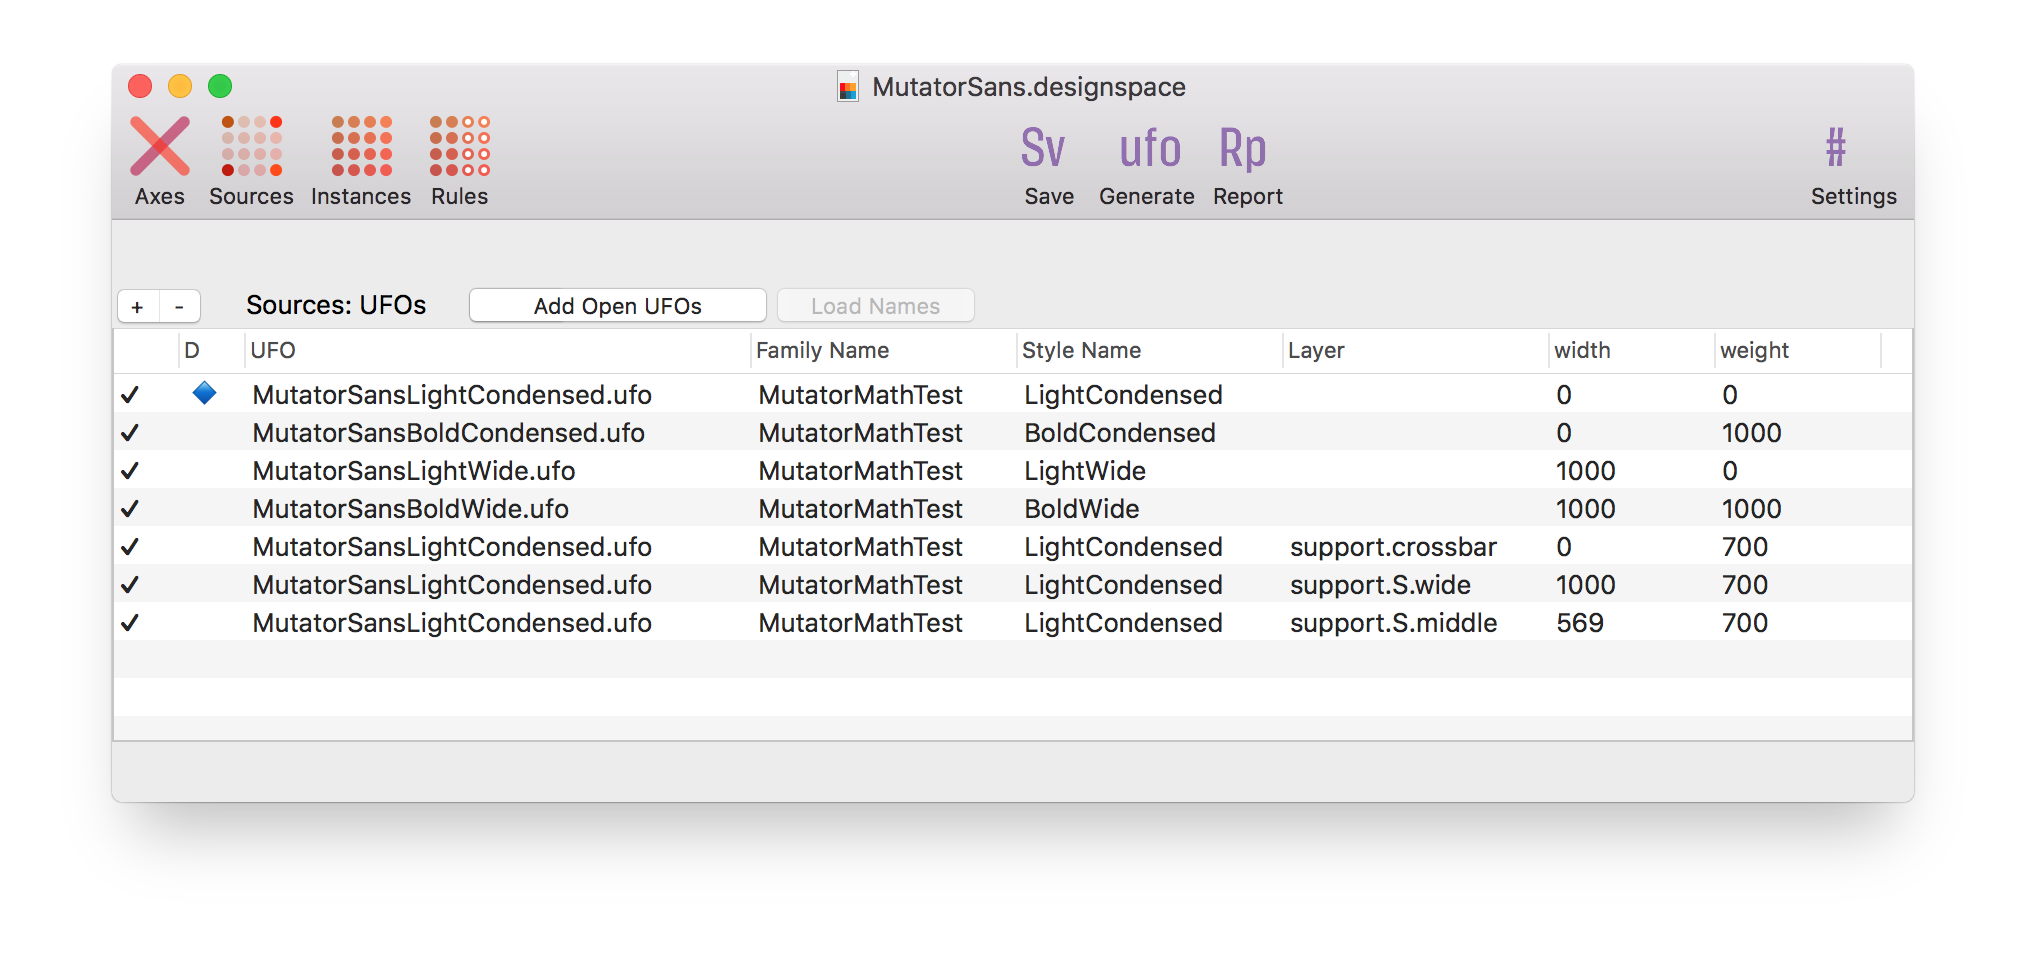 MutatorSans.designspace
Sv ufo Rp #
Axes Sources Instances Rules Save Generate Report Settings
+ - Sources: UFOs Add Open UFOs Load Names
D UFO Family Name Style Name Layer width weight
✓ MutatorSansLightCondensed.ufo MutatorMathTest LightCondensed 0 0
✓ MutatorSansBoldCondensed.ufo MutatorMathTest BoldCondensed 0 1000
✓ MutatorSansLightWide.ufo MutatorMathTest LightWide 1000 0
✓ MutatorSansBoldWide.ufo MutatorMathTest BoldWide 1000 1000
✓ MutatorSansLightCondensed.ufo MutatorMathTest LightCondensed support.crossbar 0 700
✓ MutatorSansLightCondensed.ufo MutatorMathTest LightCondensed support.S.wide 1000 700
✓ MutatorSansLightCondensed.ufo MutatorMathTest LightCondensed support.S.middle 569 700